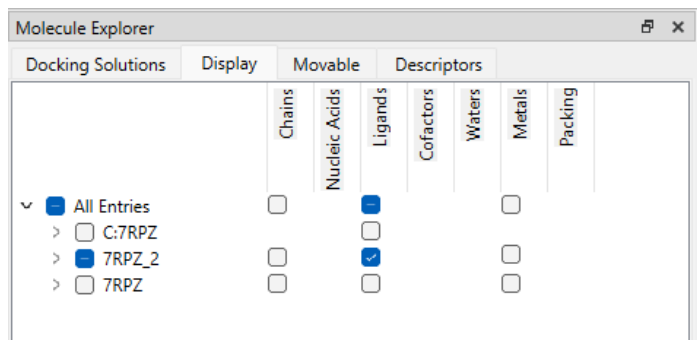 Molecule Explorer
Docking Solutions Display Movable Descriptors
Chains
Nucleic Acids
Ligands
Cofactors
Waters
Metals
Packing
All Entries
C:7RPZ
7RPZ_2
7RPZ